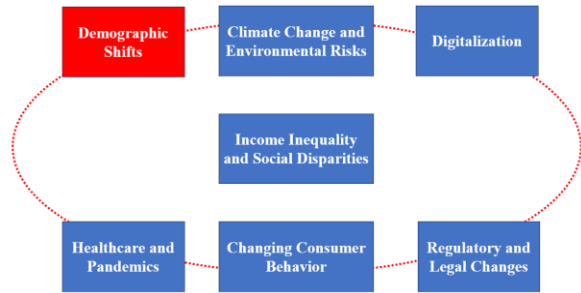 Demographic
Shifts
Climate Change and
Environmental Risks
Digitalization
Income Inequality
and Social Disparities
Healthcare and
Pandemics
Changing Consumer
Behavior
Regulatory and
Legal Changes